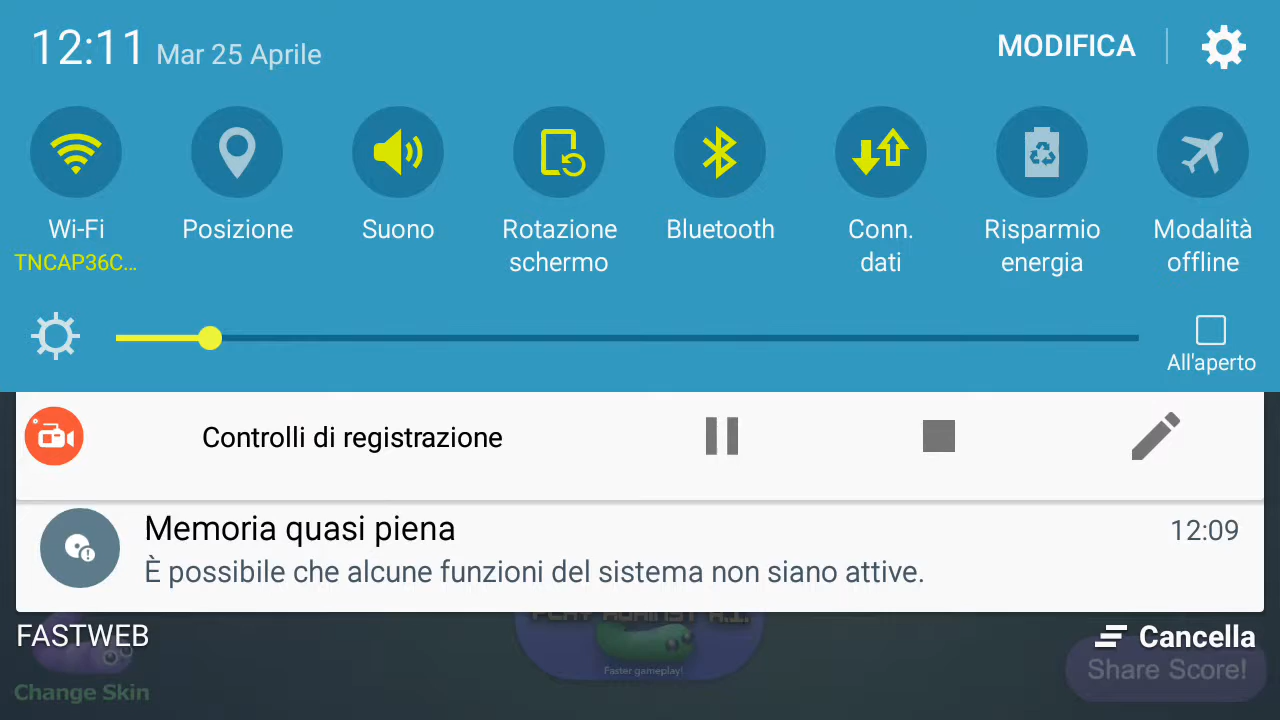 12:11 Mar 25 Aprile MODIFICA
Wi-Fi Posizione Suono Rotazione schermo Bluetooth Conn. dati Risparmio energia Modalità offline
TNCAP36C...
All'aperto
Controlli di registrazione
Memoria quasi piena 12:09
È possibile che alcune funzioni del sistema non siano attive.
PLAY AGAINST A.I.
FASTWEB Cancella
Faster gameplay!
Share Score!
Change Skin